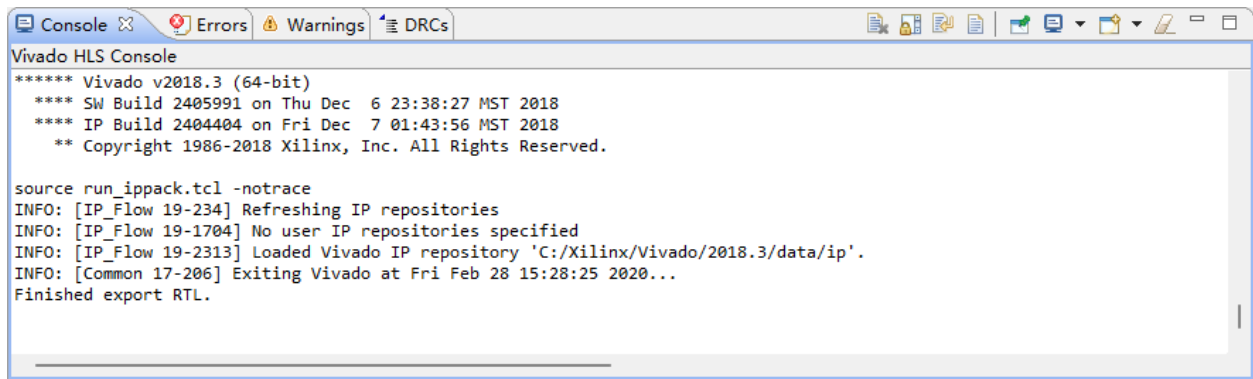 Console Errors Warnings DRCs
Vivado HLS Console
****** Vivado v2018.3 (64-bit)
**** SW Build 2405991 on Thu Dec  6 23:38:27 MST 2018
**** IP Build 2404404 on Fri Dec  7 01:43:56 MST 2018
** Copyright 1986-2018 Xilinx, Inc. All Rights Reserved.
source run_ippack.tcl -notrace
INFO: [IP_Flow 19-234] Refreshing IP repositories
INFO: [IP_Flow 19-1704] No user IP repositories specified
INFO: [IP_Flow 19-2313] Loaded Vivado IP repository 'C:/Xilinx/Vivado/2018.3/data/ip'.
INFO: [Common 17-206] Exiting Vivado at Fri Feb 28 15:28:25 2020...
Finished export RTL.